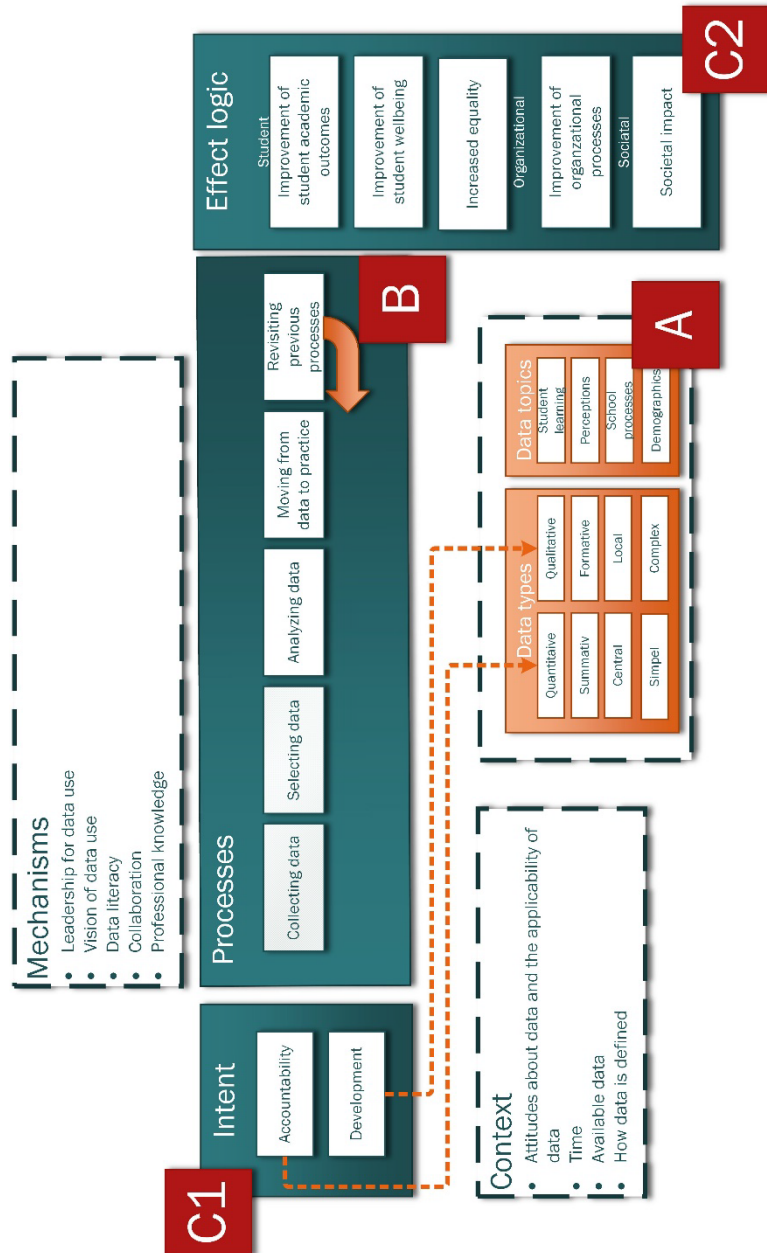 Mechanisms
• Leadership for data use
• Vision of data use
• Data literacy
• Collaboration
• Professional knowledge
C1
Intent
Accountability
Development
Processes
Collecting data
Selecting data
Analyzing data
Moving from
data to practice
Revisiting
previous
processes
B
Effect logic
Student
Improvement of
student academic
outcomes
Improvement of
student wellbeing
Increased equality
Organizational
Improvement of
organzational
processes
Sociatal
Societal impact
C2
Context
• Attitudes about data and the applicability of
data
• Time
• Available data
• How data is defined
Data types
Quantitaive
Qualitative
Summativ
Formative
Central
Local
Simpel
Complex
Data topics
Student
learning
Perceptions
School
processes
Demographics
A